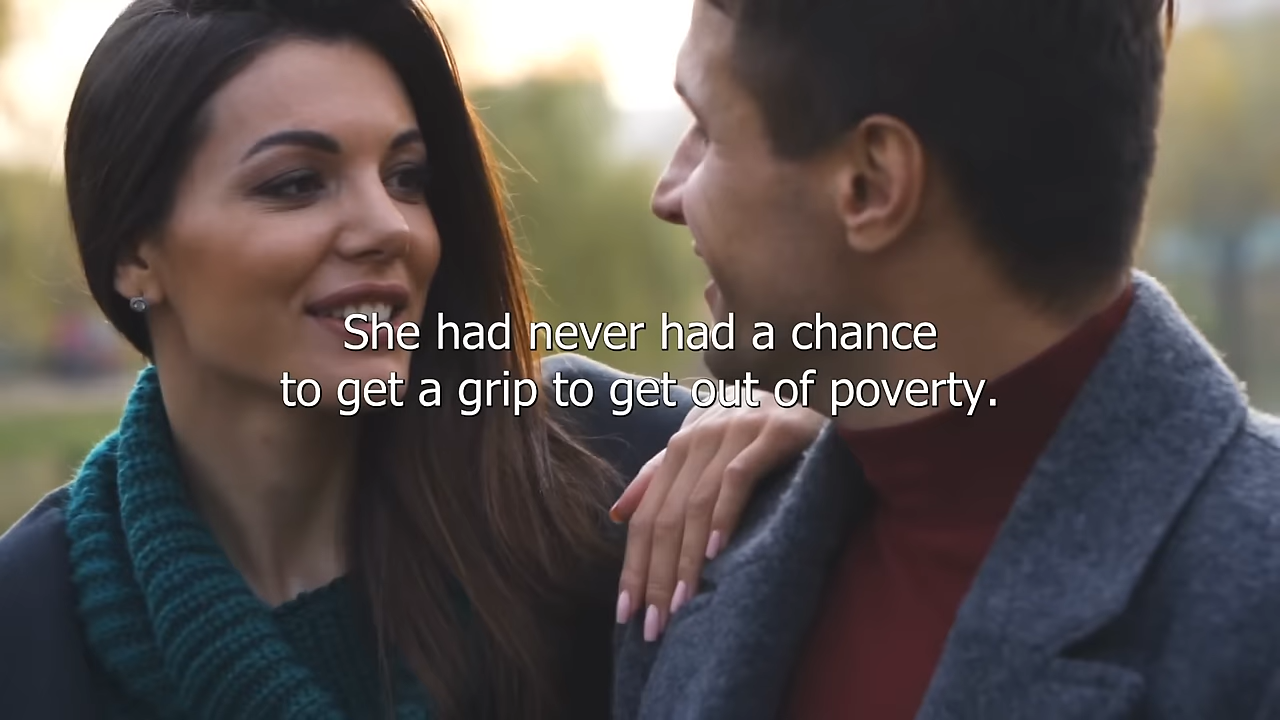 She had never had a chance
to get a grip to get out of poverty.